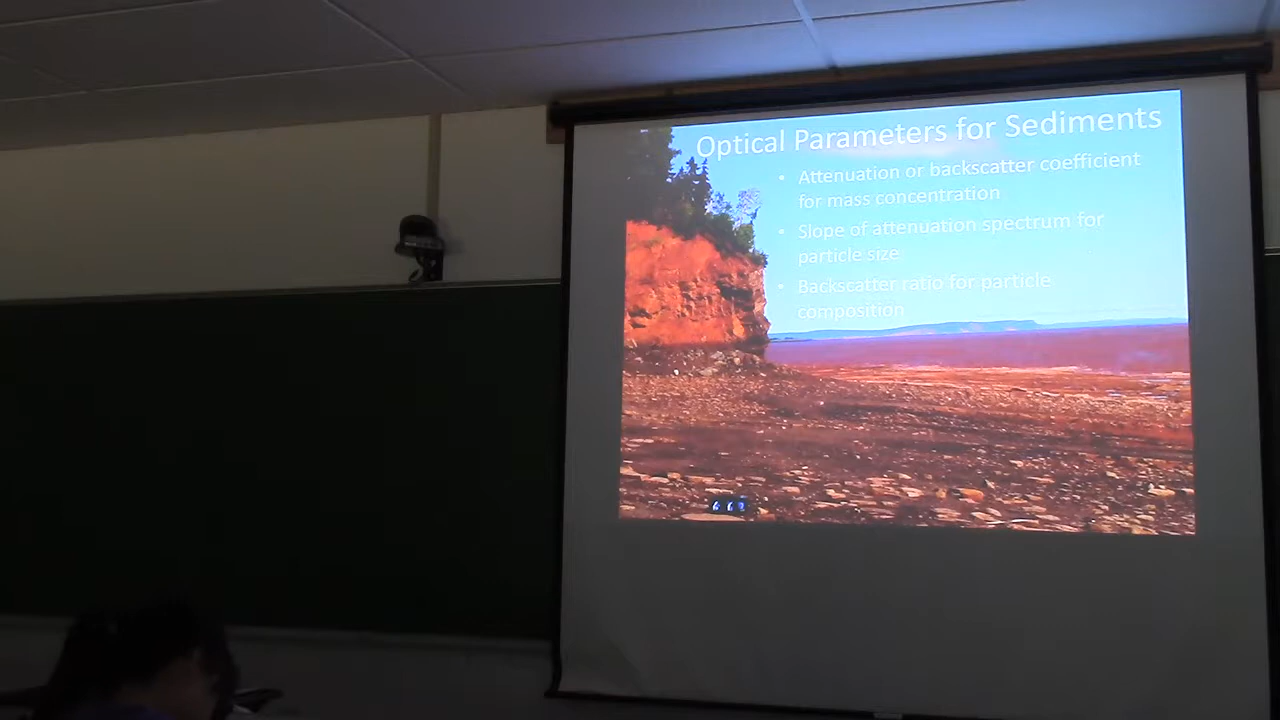 Optical Parameters for Sediments
• Attenuation or backscatter coefficient
for mass concentration
• Slope of attenuation spectrum for
particle size
• Backscatter ratio for particle
composition